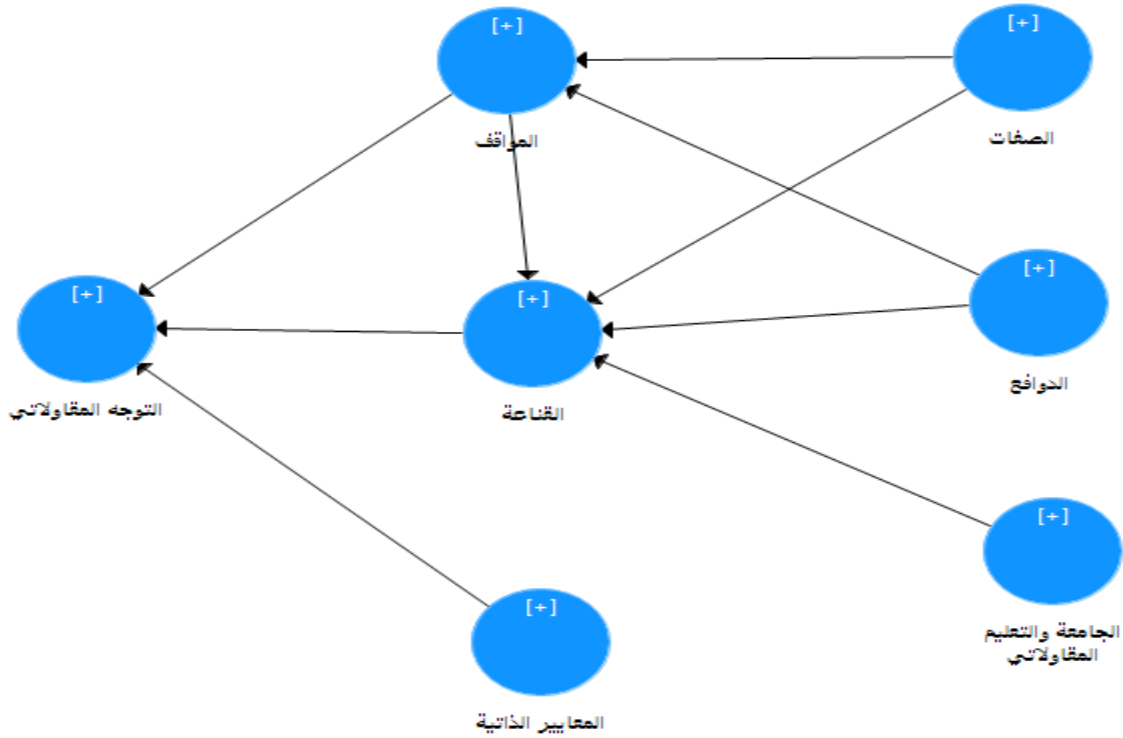 [+]
[+]
الصفات
المواقف
[+]
[+]
[+]
الدوافع
القناعة
التوجه المقاولاتي
[+]
[+]
الجامعة والتعليم
المقاولاتي
المعايير الذاتية